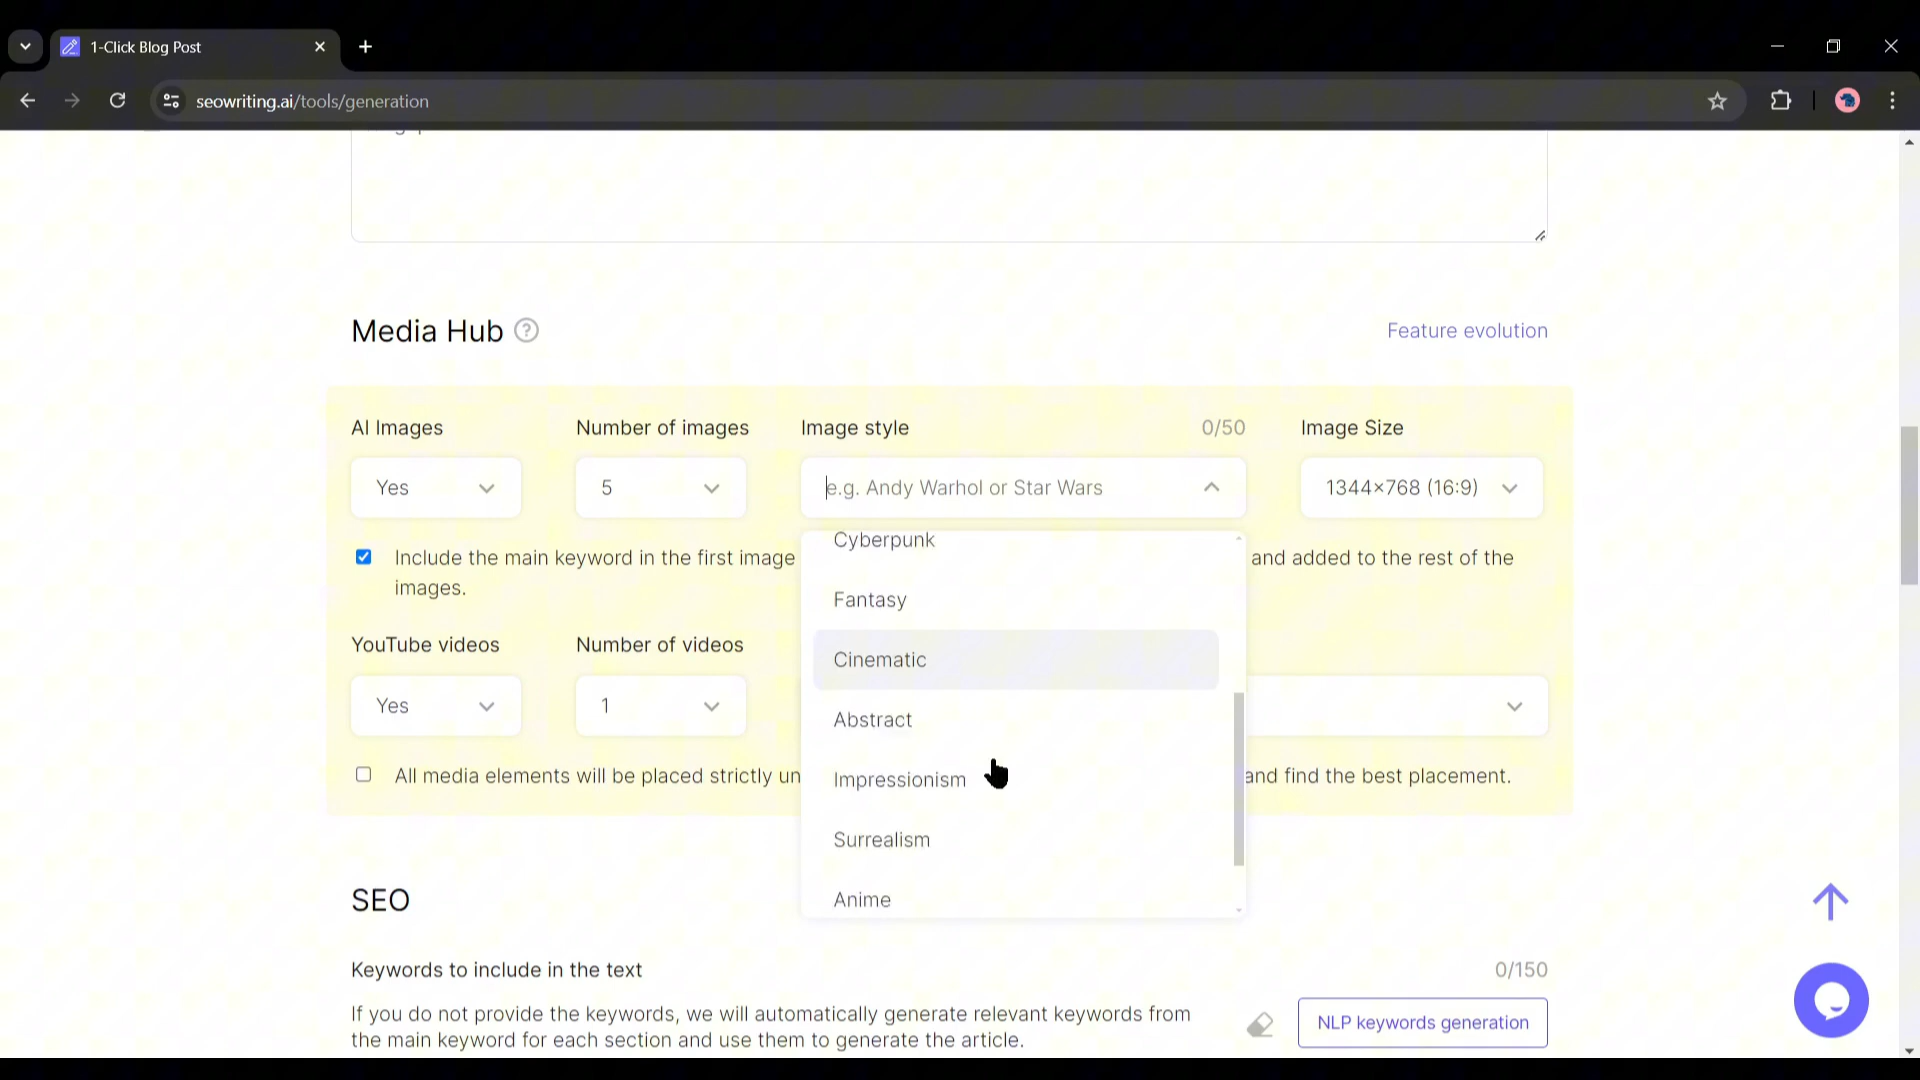 1-Click Blog Post
seowriting.ai/tools/generation
Media Hub
Feature evolution
AI Images
Number of images
Image style
0/50
Image Size
Yes
5
e.g. Andy Warhol or Star Wars
1344×768 (16:9)
Cyberpunk
Include the main keyword in the first image
and added to the rest of the
images.
Fantasy
YouTube videos
Number of videos
Cinematic
Yes
1
Abstract
All media elements will be placed strictly un
and find the best placement.
Impressionism
Surrealism
Anime
SEO
Keywords to include in the text
0/150
If you do not provide the keywords, we will automatically generate relevant keywords from
the main keyword for each section and use them to generate the article.
NLP keywords generation